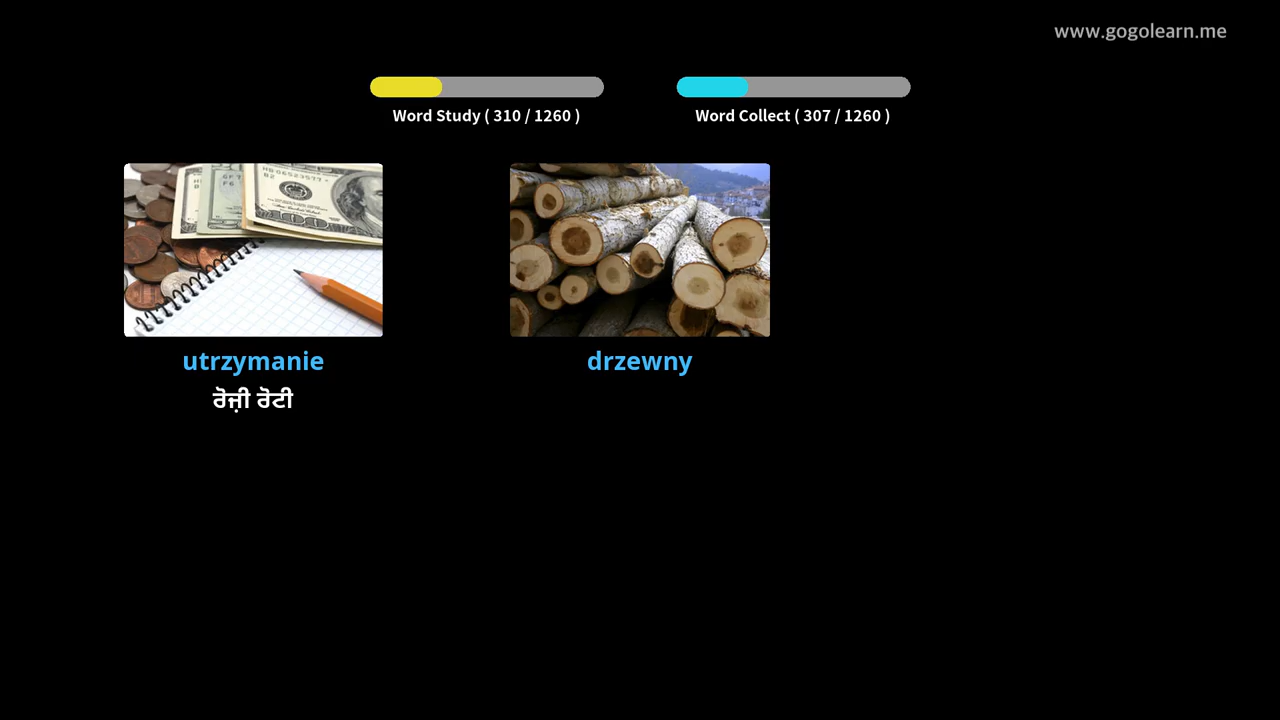 www.gogolearn.me
Word Study ( 310 / 1260 )
Word Collect ( 307 / 1260 )
utrzymanie
drzewny
ਰੋਜ਼ੀ ਰੋਟੀ